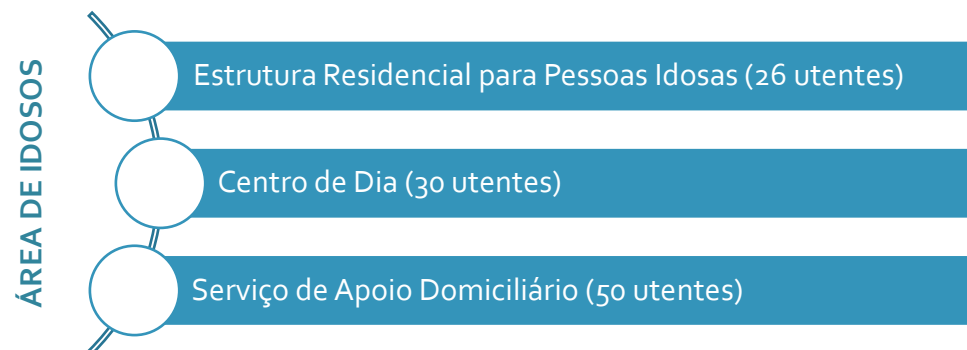 ÁREA DE IDOSOS
Estrutura Residencial para Pessoas Idosas (26 utentes)
Centro de Dia (30 utentes)
Serviço de Apoio Domiciliário (50 utentes)